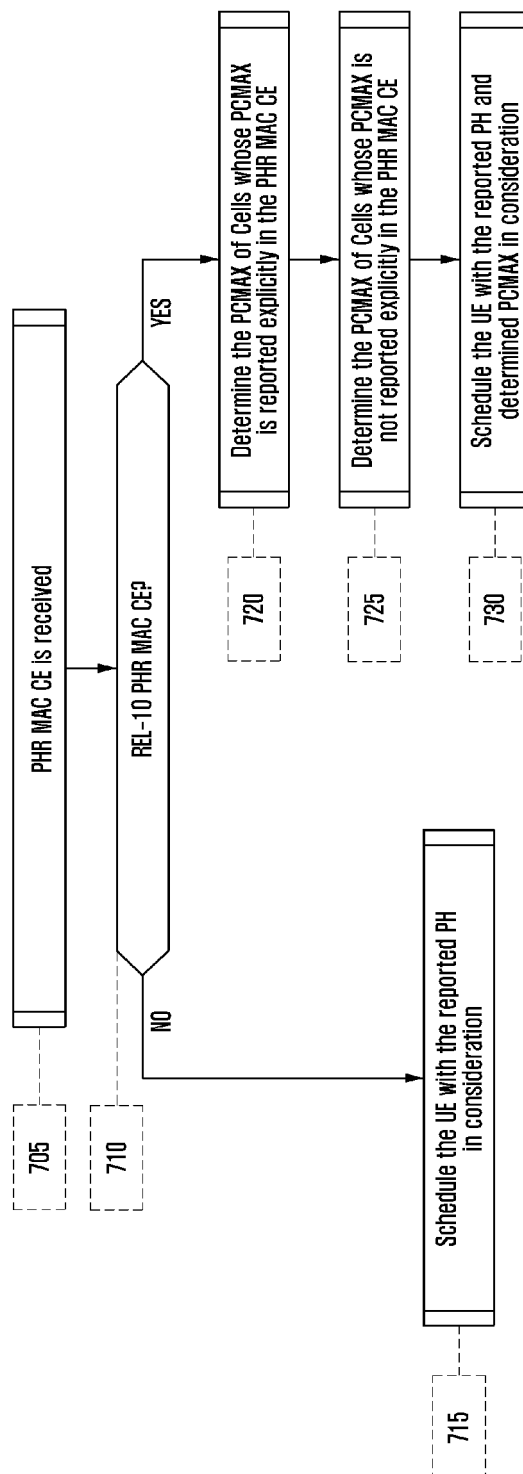 PHR MAC CE is received
705
REL-10 PHR MAC CE?
710
NO
YES
Schedule the UE with the reported PH
in consideration
715
Determine the PCMAX of Cells whose PCMAX
is reported explicitly in the PHR MAC CE
720
Determine the PCMAX of Cells whose PCMAX is
not reported explicitly in the PHR MAC CE
725
Schedule the UE with the reported PH and
determined PCMAX in consideration
730